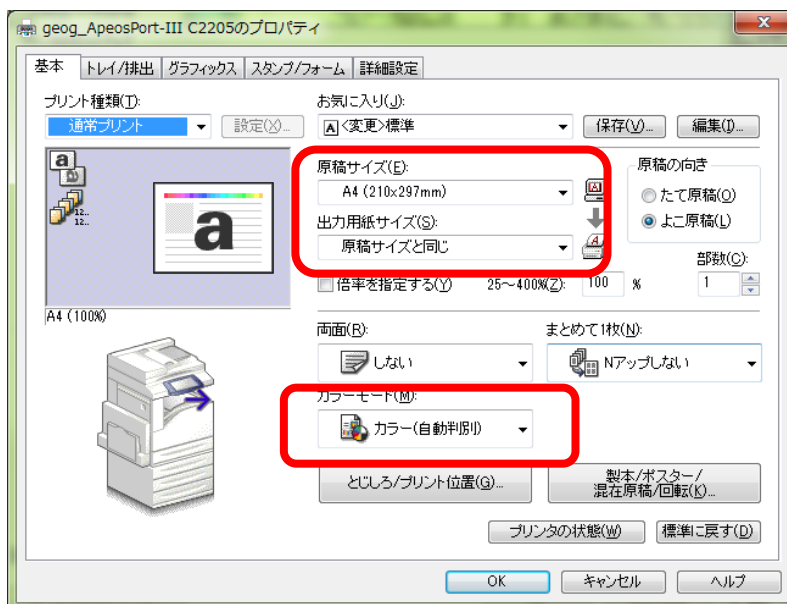 geog_ApeosPort-III C2205のプロパティ
基本 トレイ/排出 グラフィックス スタンプ/フォーム 詳細設定
プリント種類(T):
通常プリント 設定(X)...
お気に入り(J):
<変更>標準 保存(V)... 編集(I)...
原稿サイズ(E):
A4 (210x297mm)
出力用紙サイズ(S):
原稿サイズと同じ
原稿の向き
たて原稿(O)
よこ原稿(L)
倍率を指定する(Y) 25～400%(Z): 100 %
部数(C):
1
a
a
12..
12..
a
A4 (100%)
両面(R):
しない
まとめて1枚(N):
Nアップしない
カラーモード(M):
カラー(自動判別)
とじしろ/プリント位置(G)...
製本/ポスター/
混在原稿/回転(K)...
プリンタの状態(W) 標準に戻す(D)
OK キャンセル ヘルプ